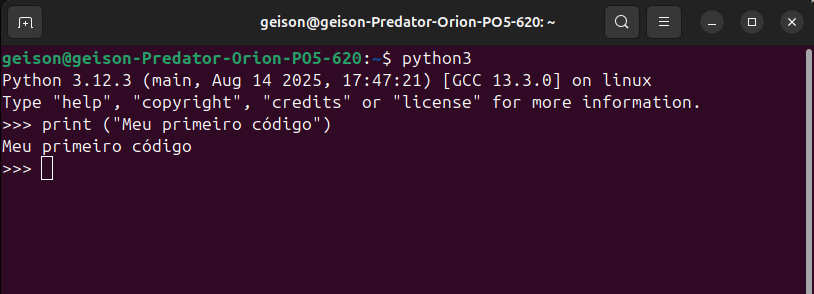 geison@geison-Predator-Orion-PO5-620: ~
geison@geison-Predator-Orion-PO5-620:~$ python3
Python 3.12.3 (main, Aug 14 2025, 17:47:21) [GCC 13.3.0] on linux
Type "help", "copyright", "credits" or "license" for more information.
>>> print ("Meu primeiro código")
Meu primeiro código
>>>